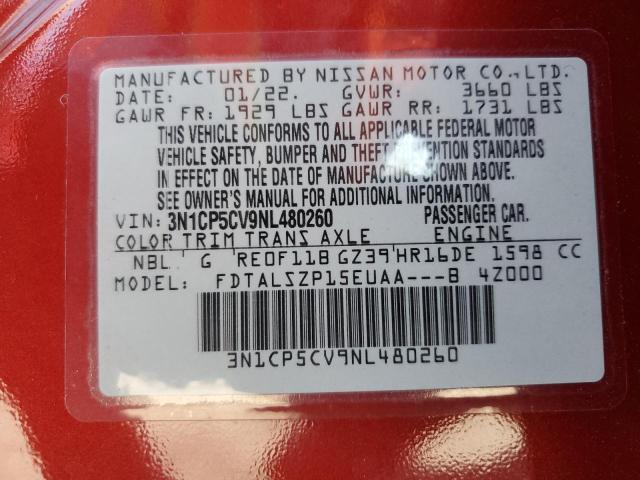 MANUFACTURED BY NISSAN MOTOR CO., LTD.
DATE: 01/22. GVWR: 3660 LBS
GAWR FR: 1929 LBS GAWR RR: 1731 LBS
THIS VEHICLE CONFORMS TO ALL APPLICABLE FEDERAL MOTOR
VEHICLE SAFETY, BUMPER AND THEFT PREVENTION STANDARDS
IN EFFECT ON THE DATE OF MANUFACTURE SHOWN ABOVE.
SEE OWNER'S MANUAL FOR ADDITIONAL INFORMATION.
VIN: 3N1CP5CV9NL480260 PASSENGER CAR.
COLOR TRIM TRANS AXLE ENGINE
NBL G RE0F11B GZ39 HR16DE 1598 CC
MODEL: FDTALSZP15EUAA---B 4Z000
3N1CP5CV9NL480260